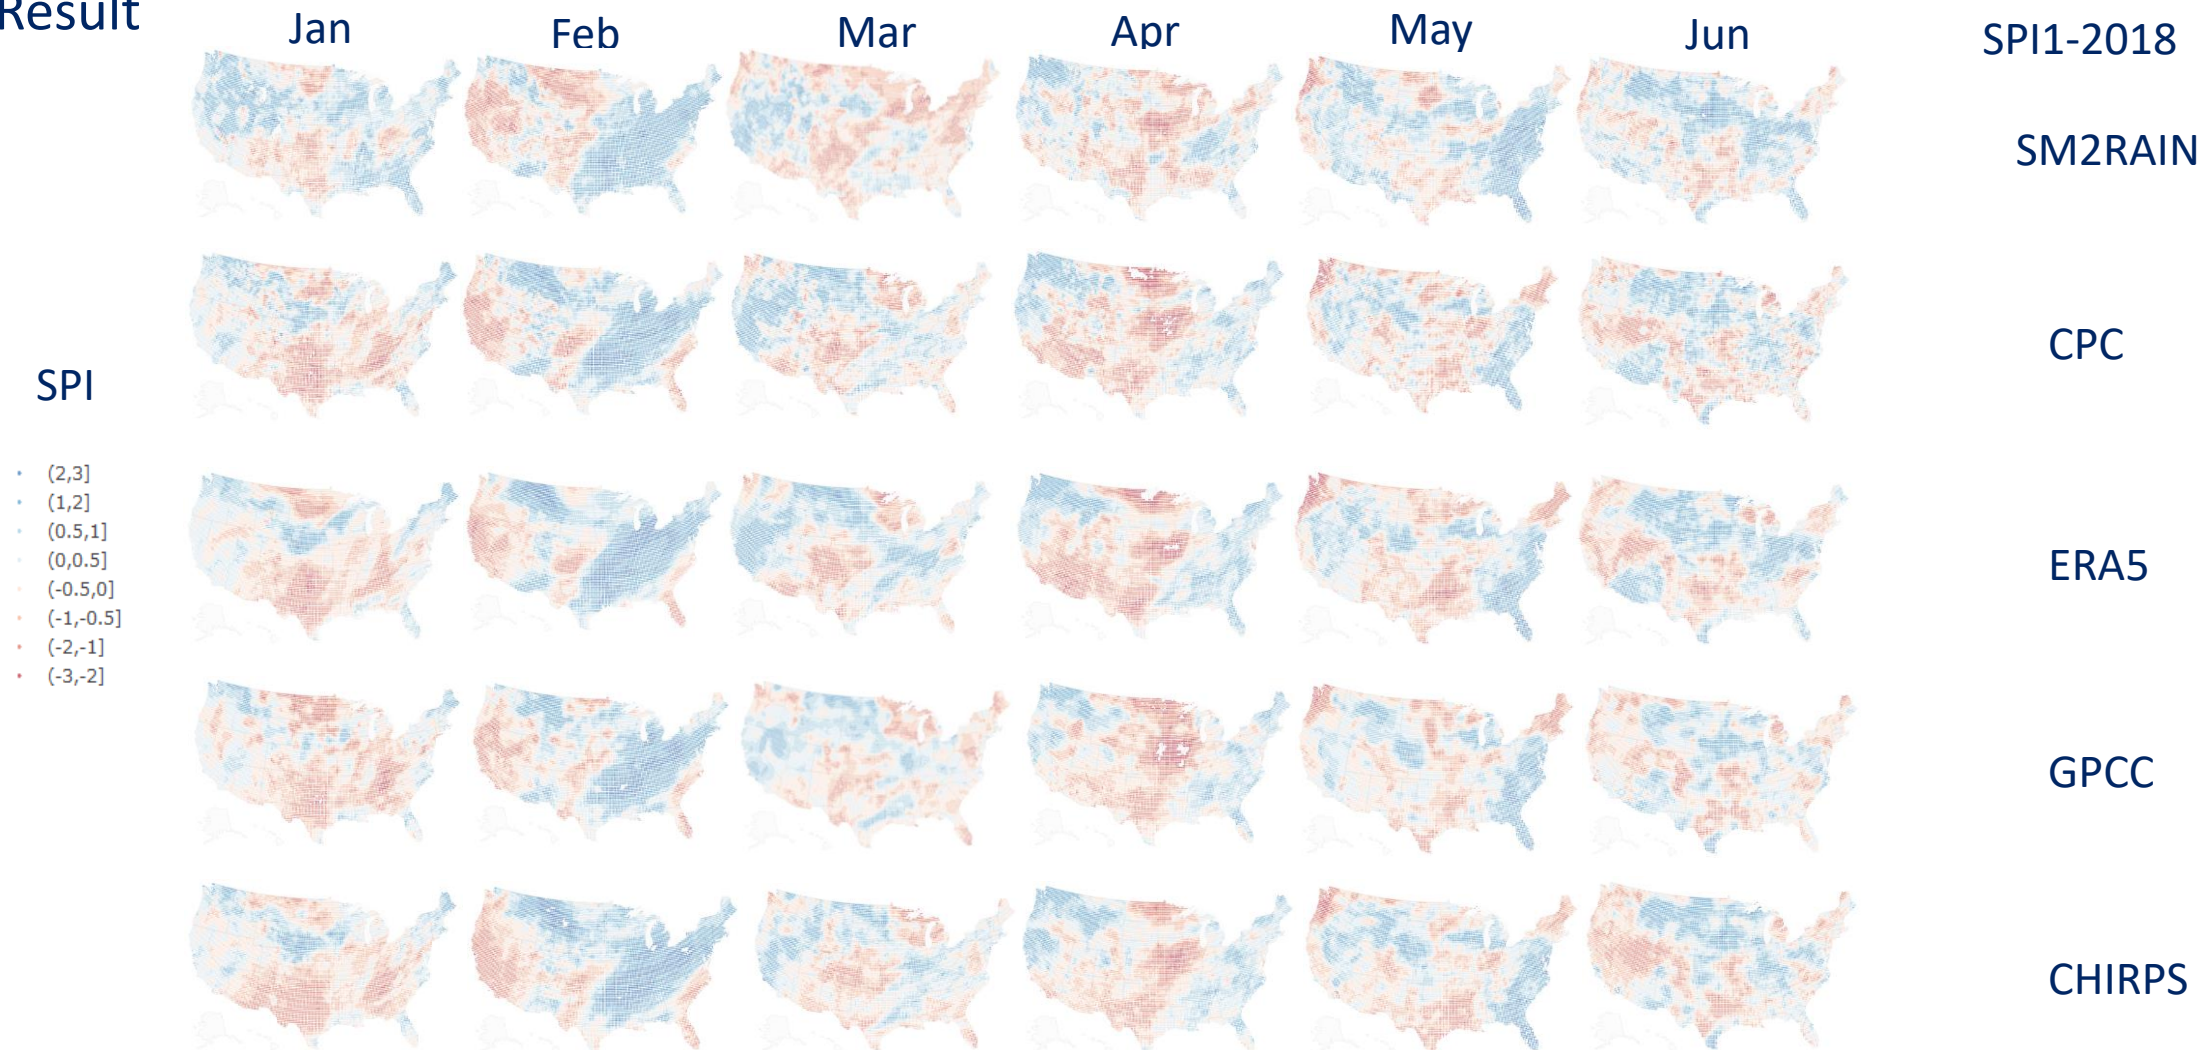 Result
Jan Feb Mar Apr May Jun SPI1-2018
SM2RAIN
CPC
SPI
(2,3]
(1,2]
(0.5,1]
(0,0.5]
(-0.5,0]
(-1,-0.5]
(-2,-1]
(-3,-2]
ERA5
GPCC
CHIRPS